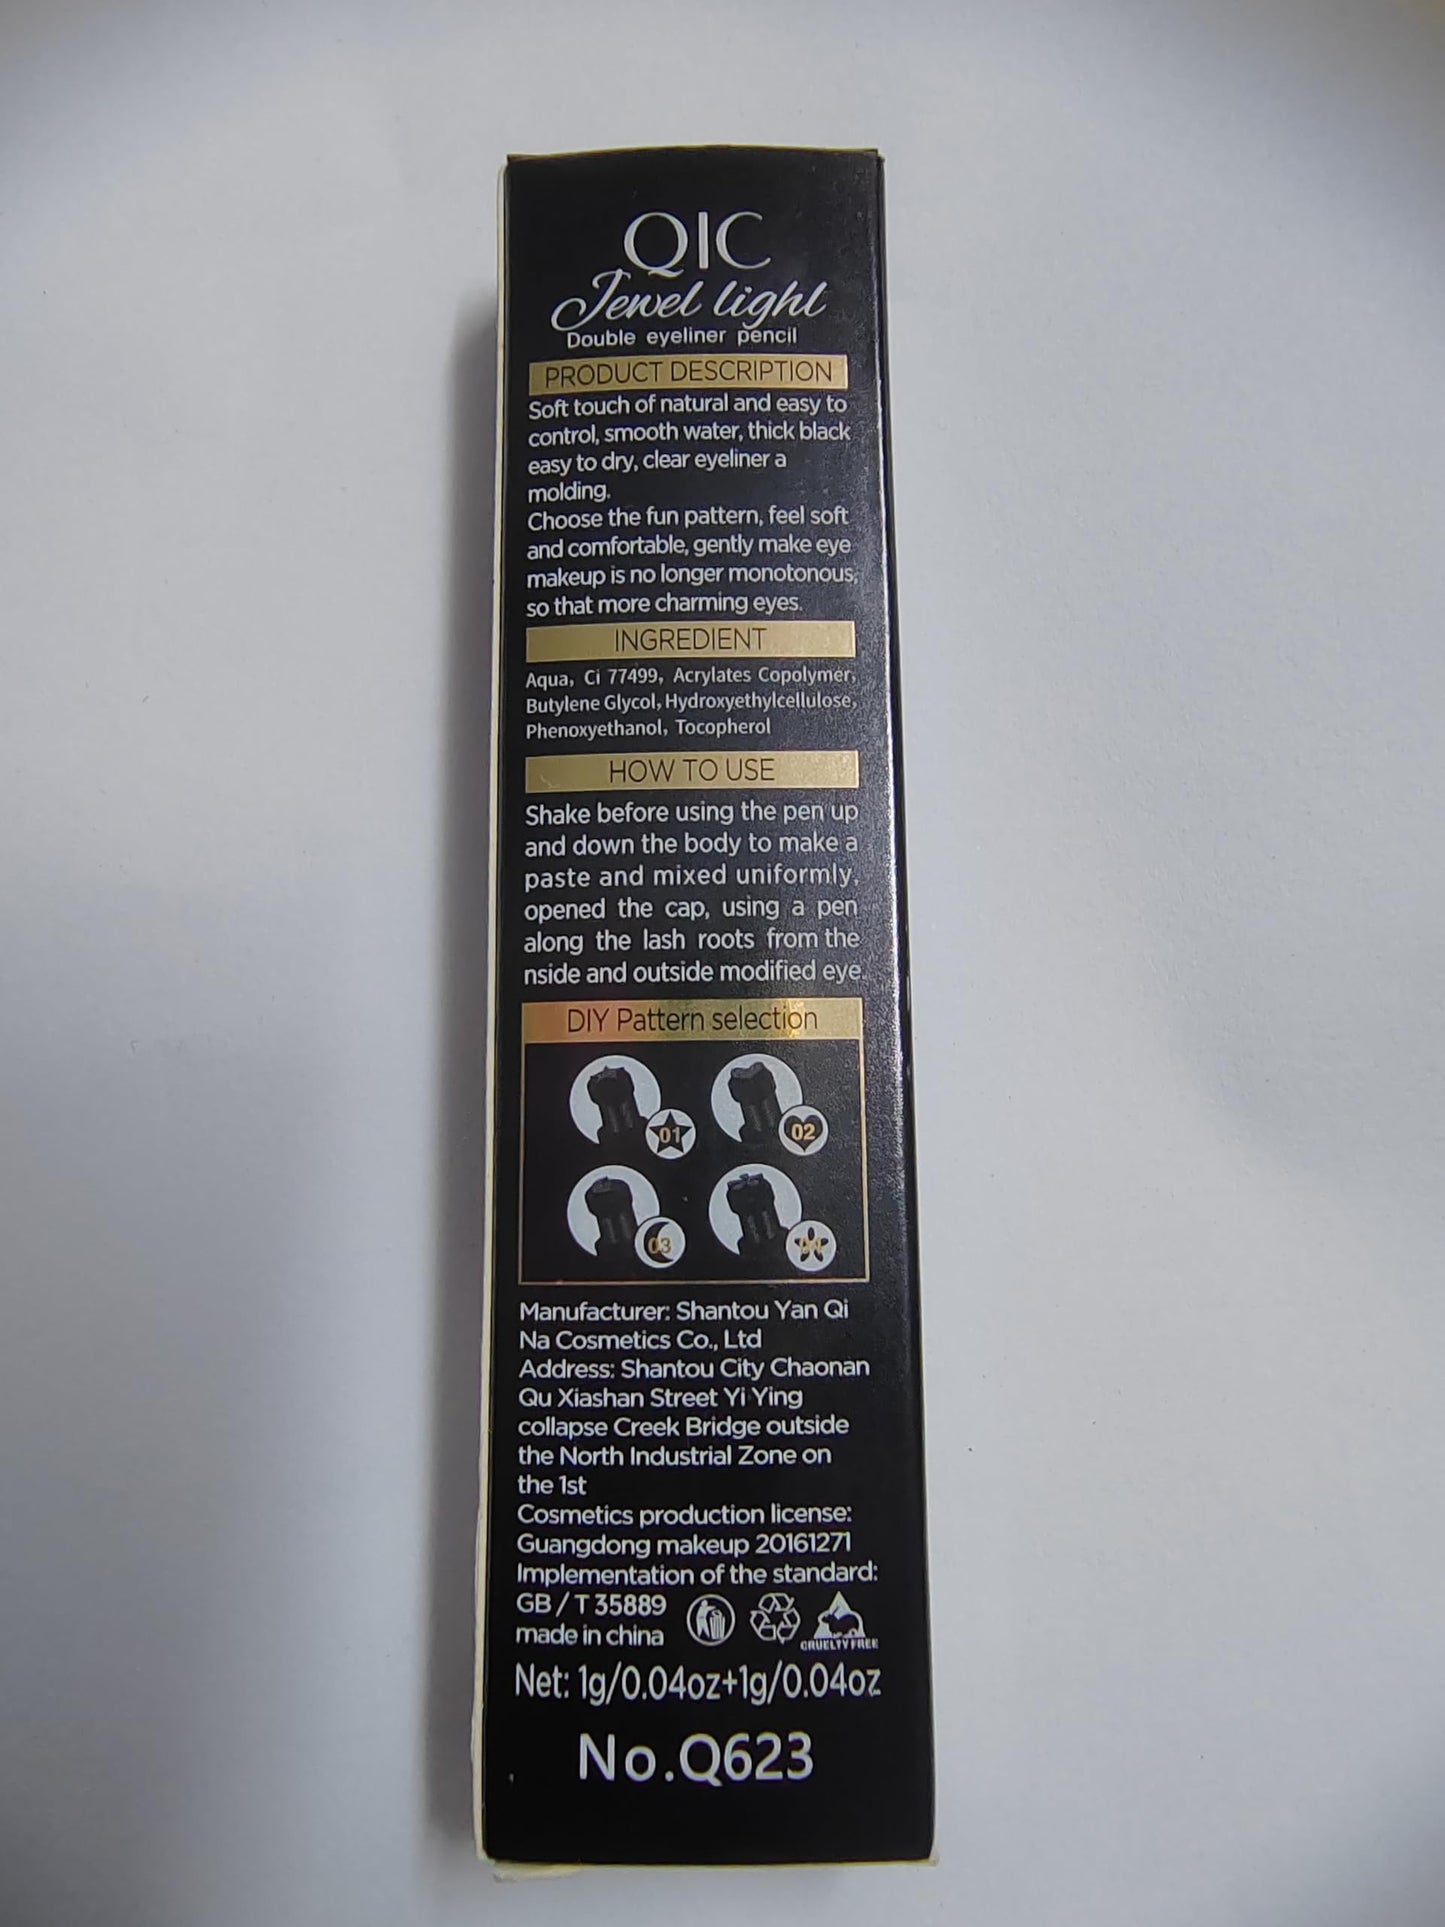 QIC
Jewel light
Double eyeliner pencil
PRODUCT DESCRIPTION
Soft touch of natural and easy to
control, smooth water, thick black
easy to dry, clear eyeliner a
molding.
Choose the fun pattern, feel soft
and comfortable, gently make eye
makeup is no longer monotonous,
so that more charming eyes.
INGREDIENT
Aqua, Ci 77499, Acrylates Copolymer,
Butylene Glycol, Hydroxyethylcellulose,
Phenoxyethanol, Tocopherol
HOW TO USE
Shake before using the pen up
and down the body to make a
paste and mixed uniformly,
opened the cap, using a pen
along the lash roots from the
nside and outside modified eye.
DIY Pattern selection
01 02
03 04
Manufacturer: Shantou Yan Qi
Na Cosmetics Co., Ltd
Address: Shantou City Chaonan
Qu Xiashan Street Yi Ying
collapse Creek Bridge outside
the North Industrial Zone on
the 1st
Cosmetics production license:
Guangdong makeup 20161271
Implementation of the standard:
GB / T 35889
made in china
CRUELTY FREE
Net: 1g/0.04oz+1g/0.04oz
No.Q623